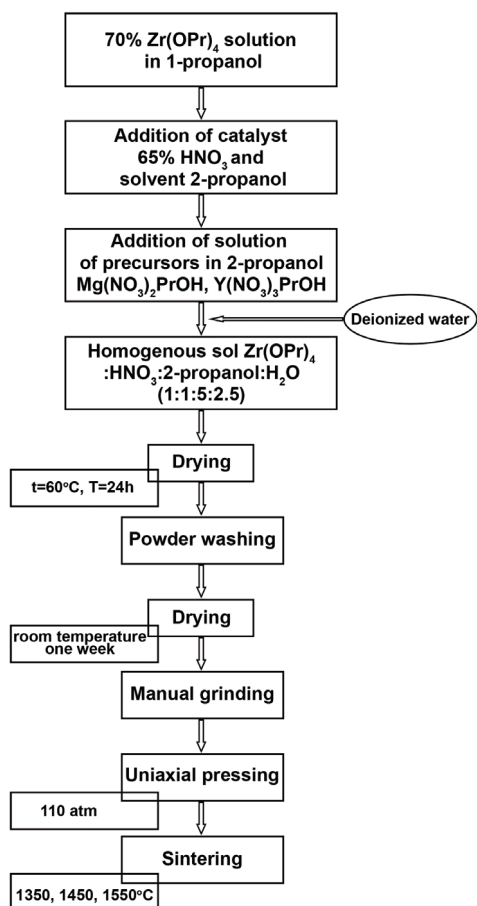 70% Zr(OPr)₄ solution
in 1-propanol
Addition of catalyst
65% HNO₃ and
solvent 2-propanol
Addition of solution
of precursors in 2-propanol
Mg(NO₃)₂PrOH, Y(NO₃)₃PrOH
Deionized water
Homogenous sol Zr(OPr)₄
:HNO₃:2-propanol:H₂O
(1:1:5:2.5)
Drying
t=60°C, T=24h
Powder washing
Drying
room temperature
one week
Manual grinding
Uniaxial pressing
110 atm
Sintering
1350, 1450, 1550°C